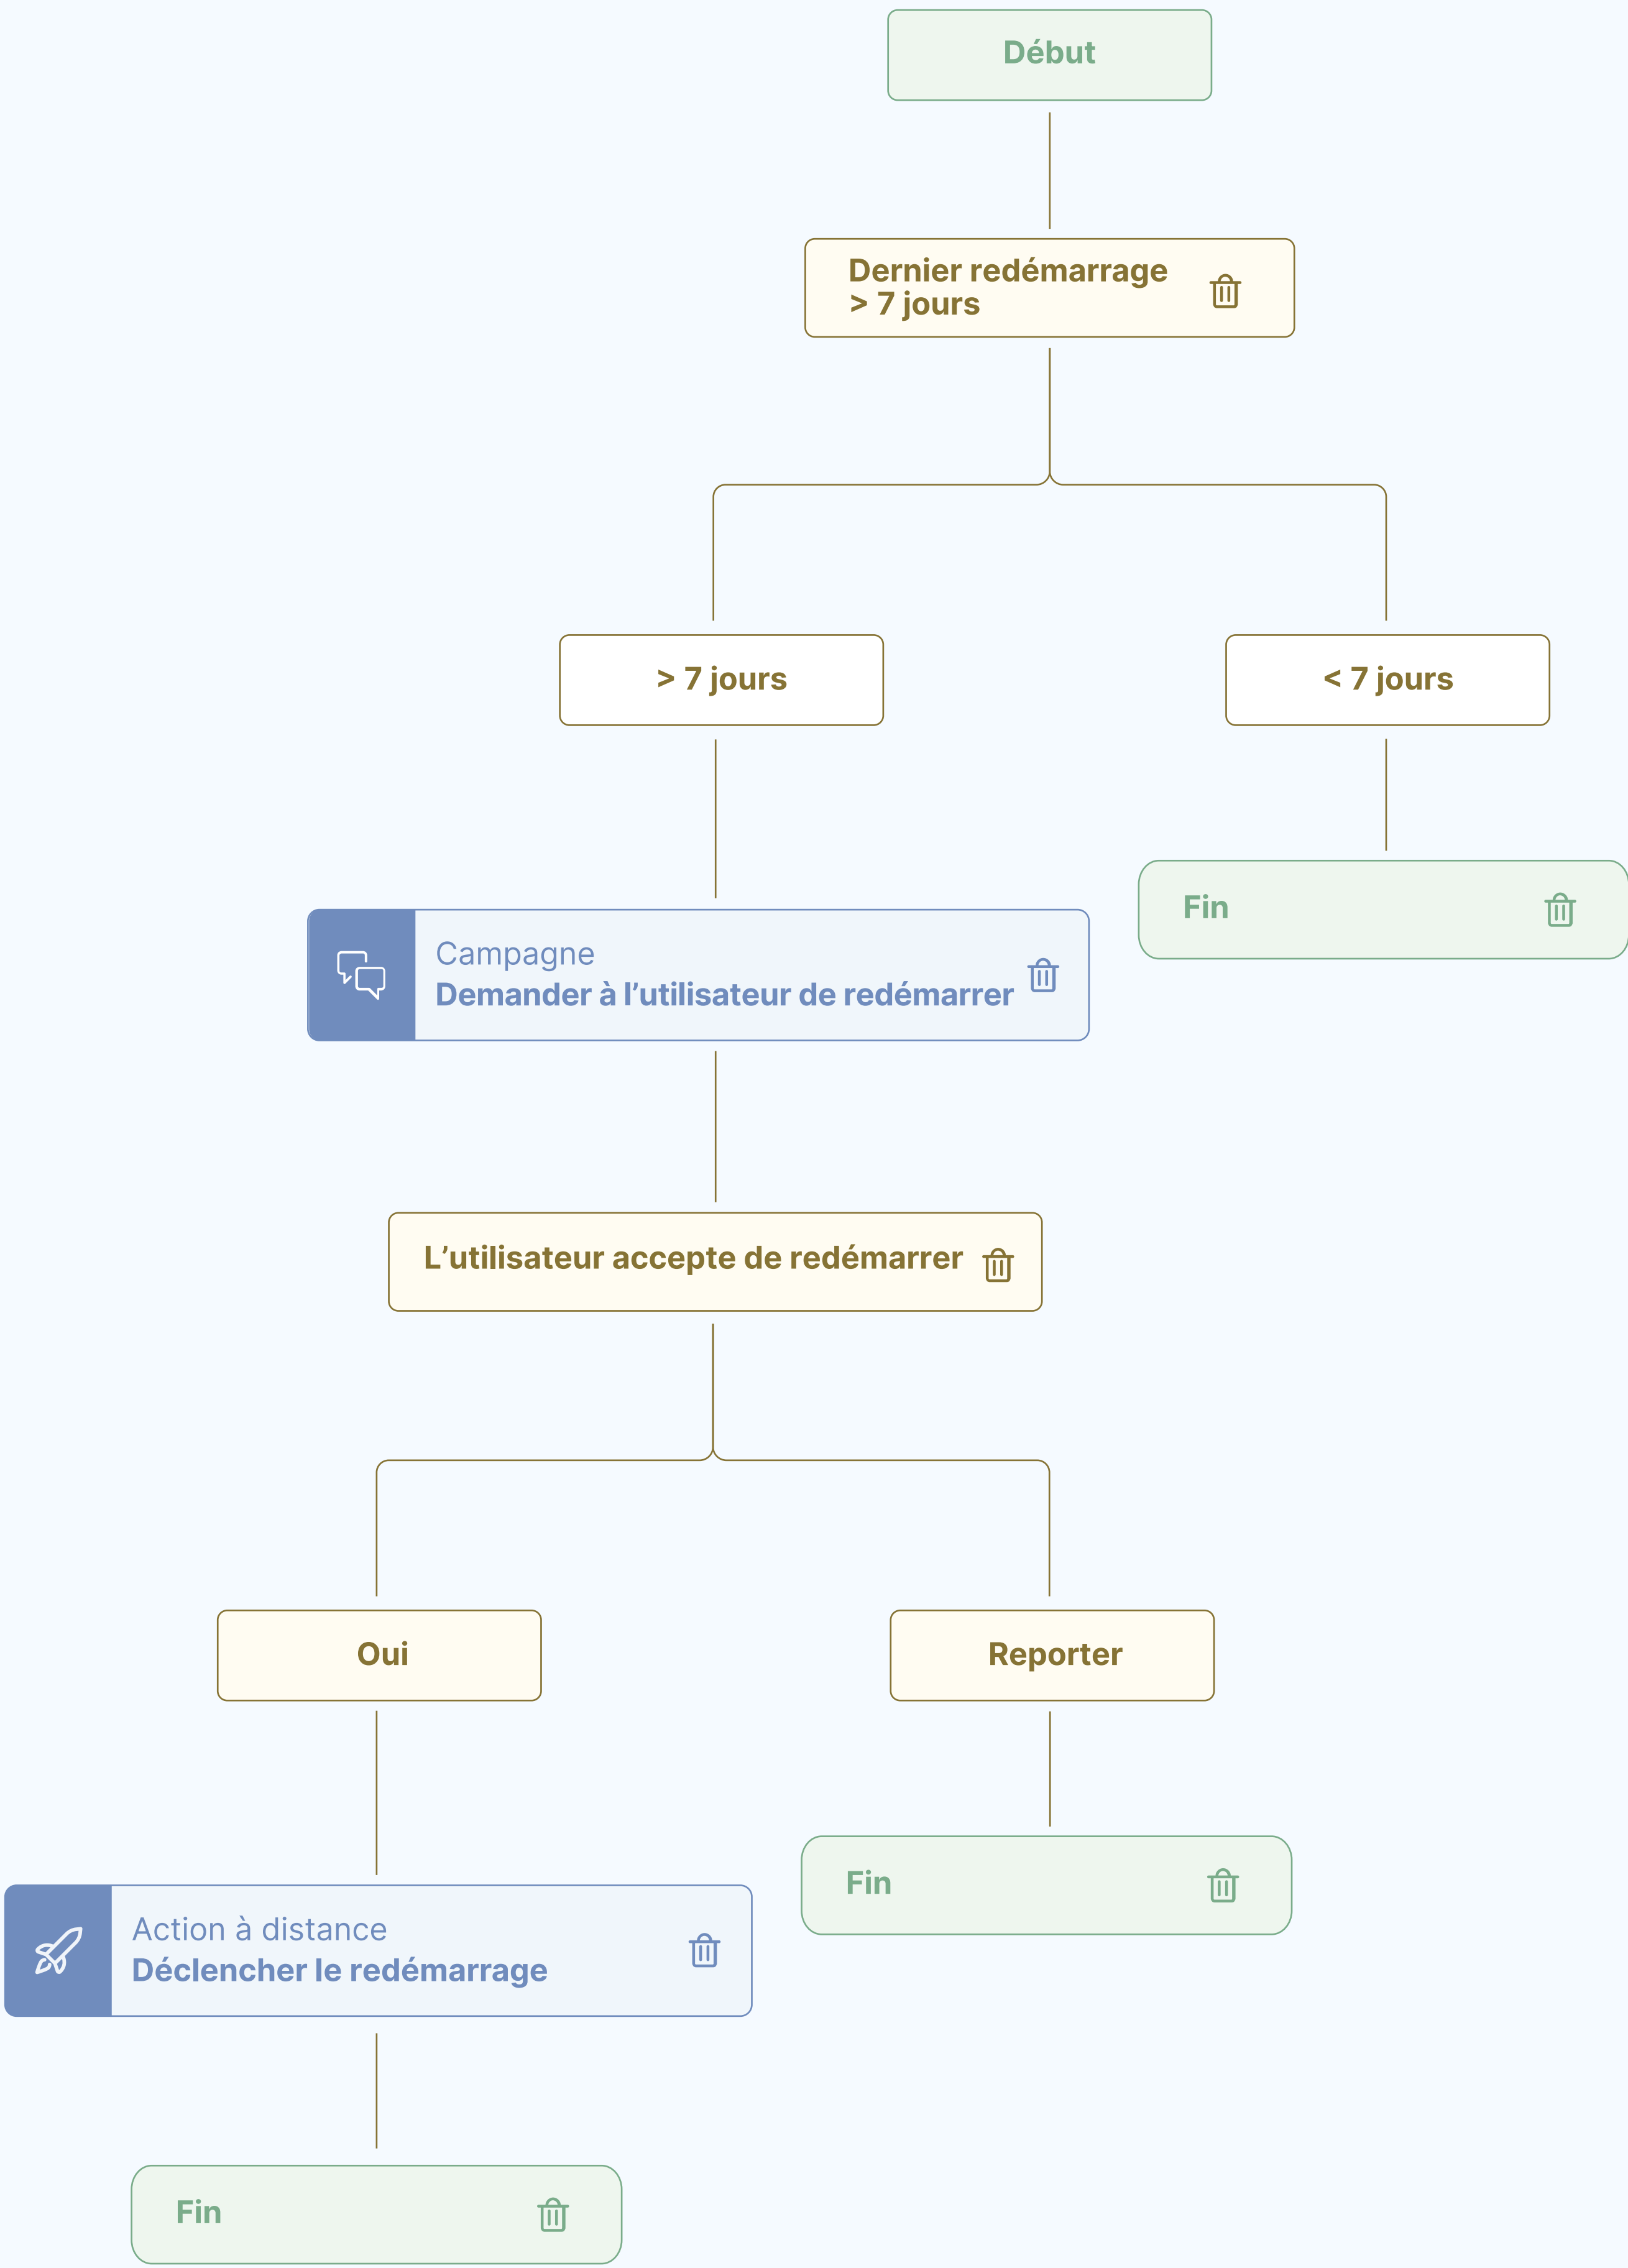 Début
Dernier redémarrage
> 7 jours
> 7 jours
< 7 jours
Fin
Campagne
Demander à l’utilisateur de redémarrer
L’utilisateur accepte de redémarrer
Oui
Reporter
Fin
Action à distance
Déclencher le redémarrage
Fin